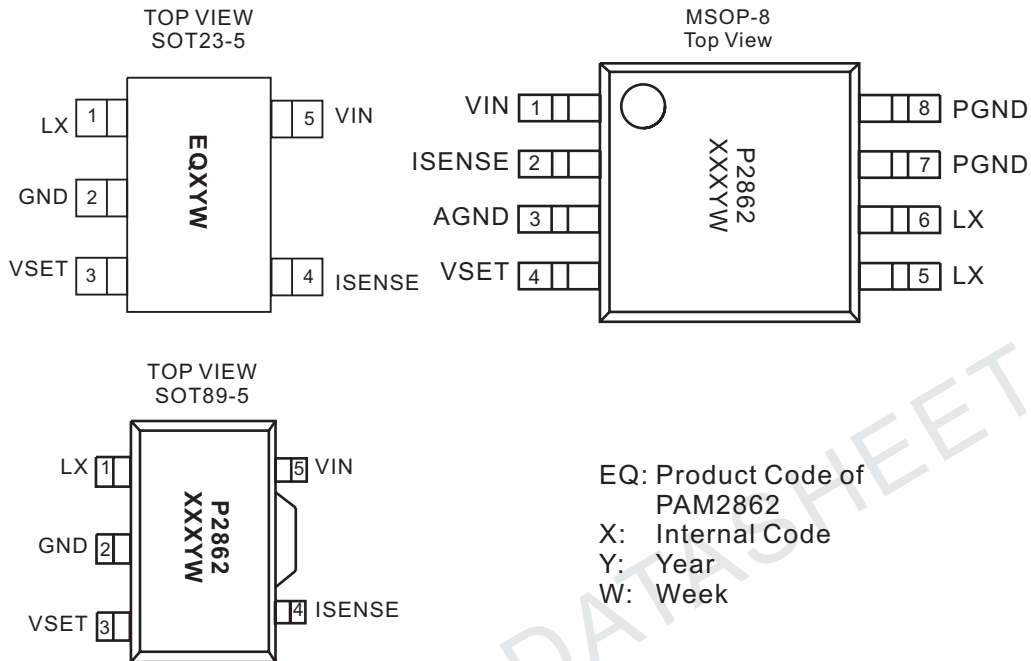 TOP VIEW
SOT23-5
LX 1
GND 2
VSET 3
EQXYW
5 VIN
4 ISENSE
MSOP-8
Top View
VIN 1
ISENSE 2
AGND 3
VSET 4
P2862
XXXYW
8 PGND
7 PGND
6 LX
5 LX
TOP VIEW
SOT89-5
LX 1
GND 2
VSET 3
P2862
XXXYW
5 VIN
4 ISENSE
EQ: Product Code of
PAM2862
X: Internal Code
Y: Year
W: Week
DATASHEET